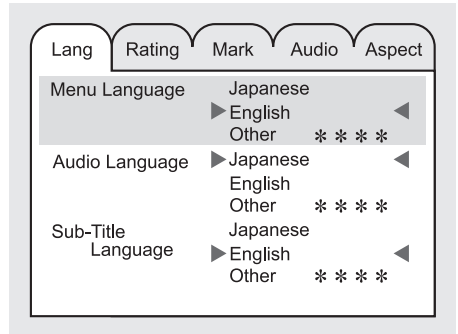 Lang Rating Mark Audio Aspect
Menu Language Japanese
English
Other ＊＊＊＊
Audio Language Japanese
English
Other ＊＊＊＊
Sub-Title Japanese
Language English
Other ＊＊＊＊